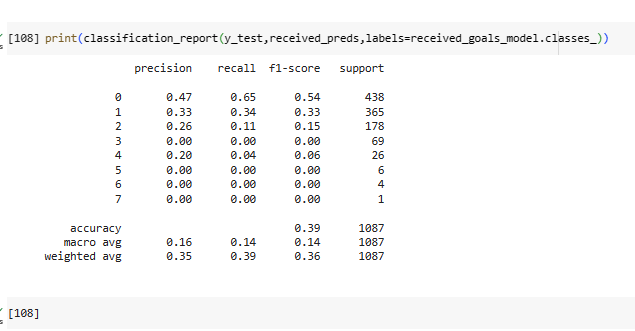 [108] print(classification_report(y_test,received_preds,labels=received_goals_model.classes_))
precision recall f1-score support
0 0.47 0.65 0.54 438
1 0.33 0.34 0.33 365
2 0.26 0.11 0.15 178
3 0.00 0.00 0.00 69
4 0.20 0.04 0.06 26
5 0.00 0.00 0.00 6
6 0.00 0.00 0.00 4
7 0.00 0.00 0.00 1
accuracy 0.39 1087
macro avg 0.16 0.14 0.14 1087
weighted avg 0.35 0.39 0.36 1087
[108]